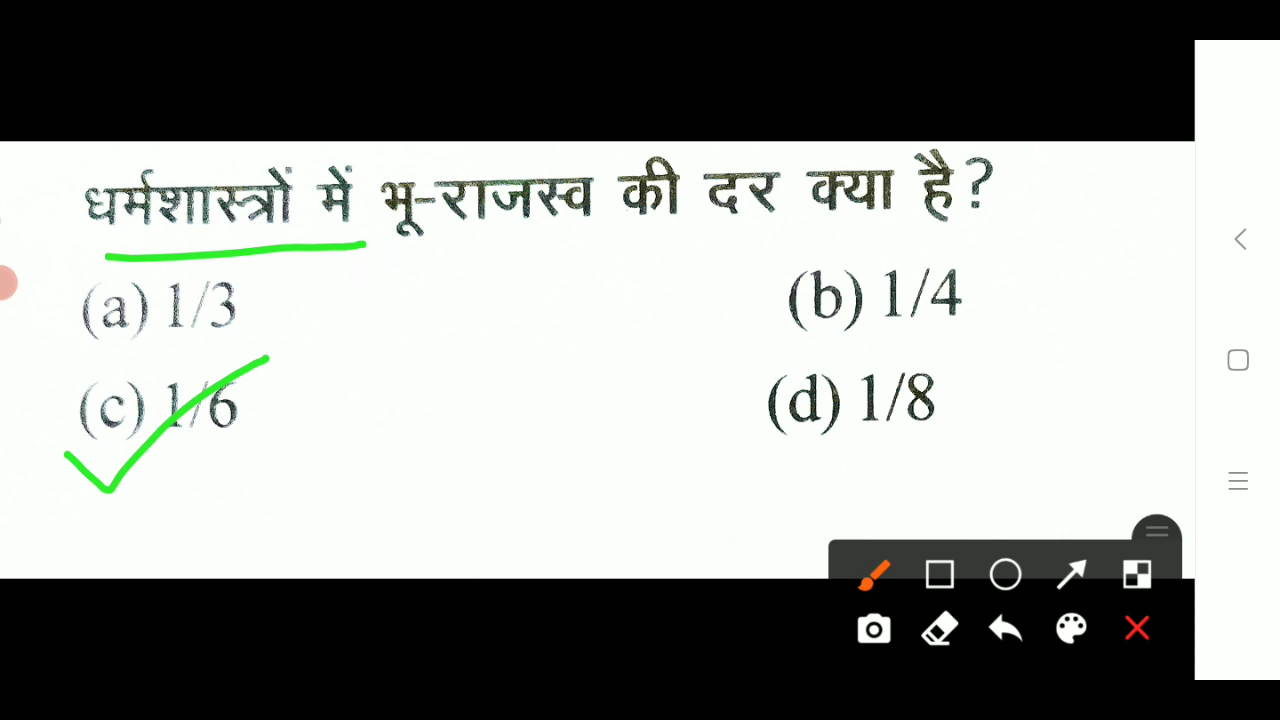 धर्मशास्त्रों में भू-राजस्व की दर क्या है?
(a) 1/3 (b) 1/4
(c) 1/6 (d) 1/8